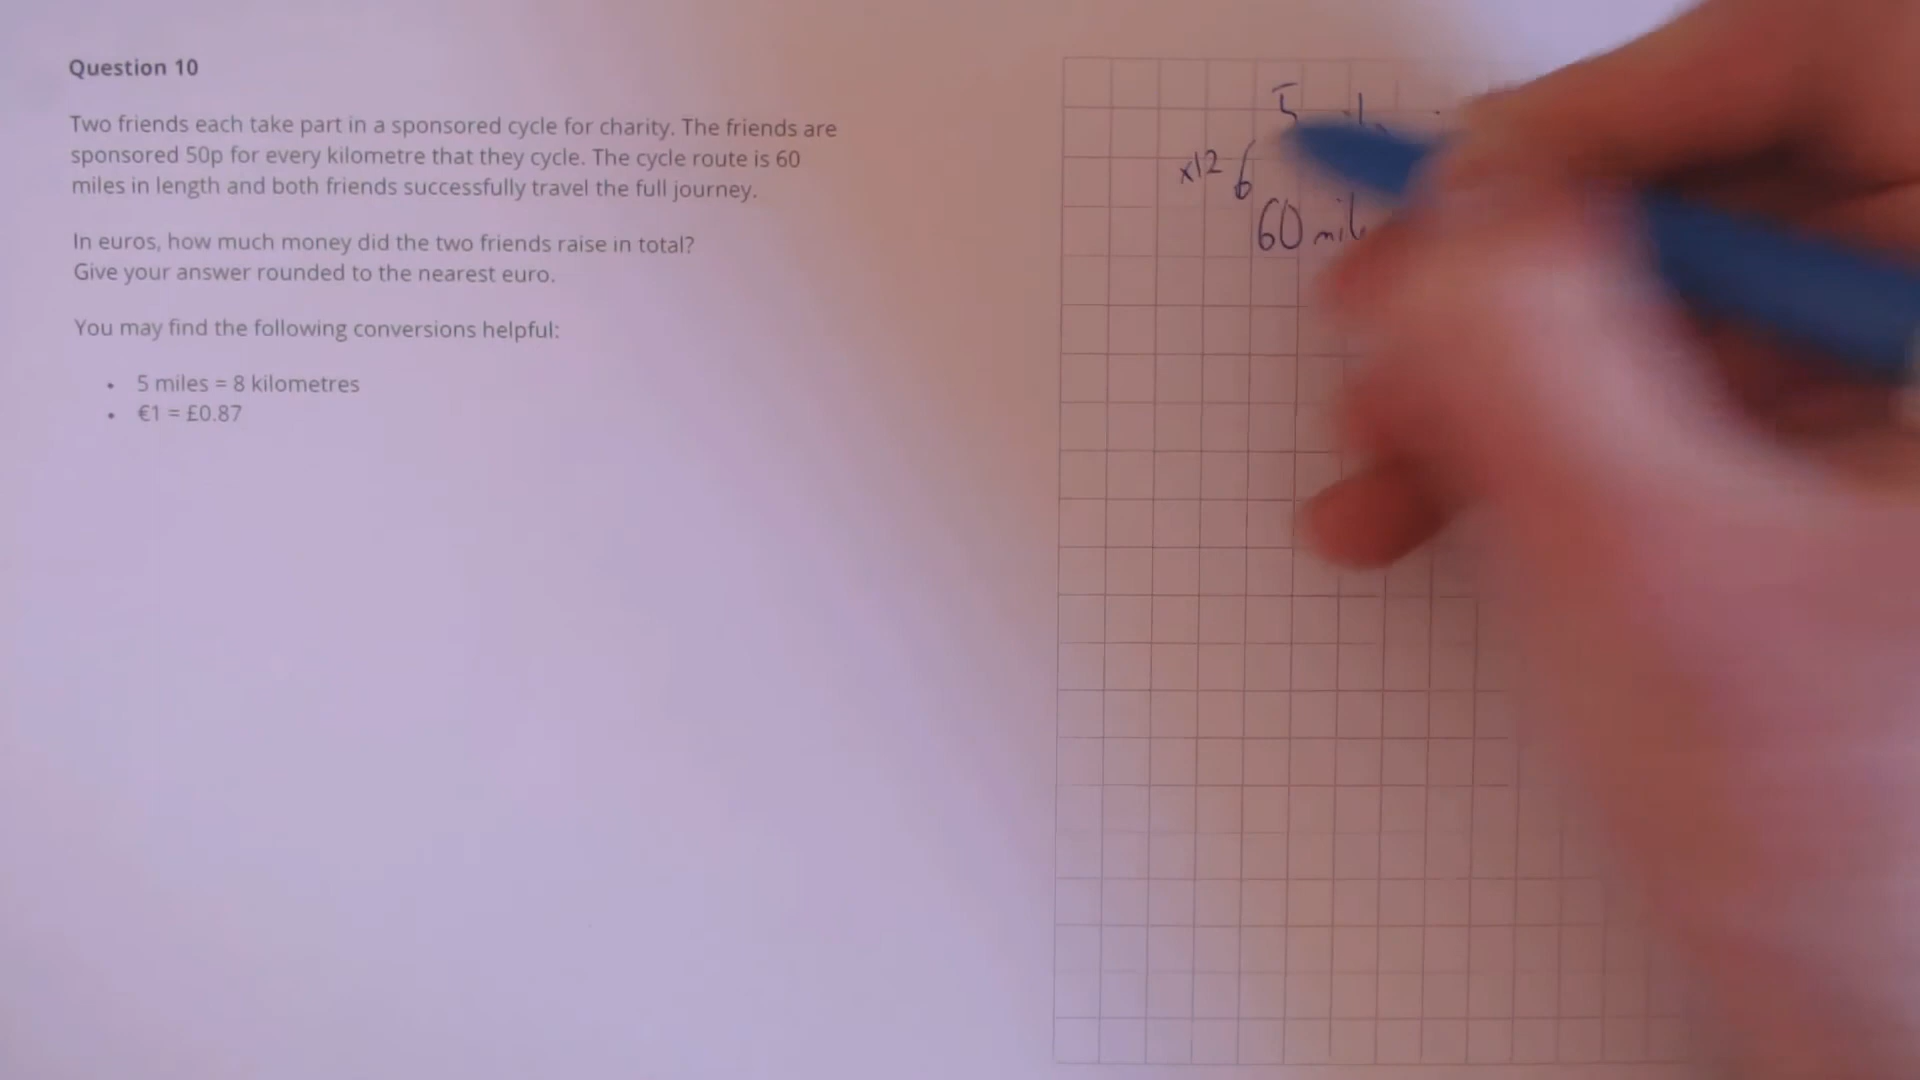 Question 10
Two friends each take part in a sponsored cycle for charity. The friends are
sponsored 50p for every kilometre that they cycle. The cycle route is 60
miles in length and both friends successfully travel the full journey.
In euros, how much money did the two friends raise in total?
Give your answer rounded to the nearest euro.
You may find the following conversions helpful:
• 5 miles = 8 kilometres
• €1 = £0.87
5
x12
60